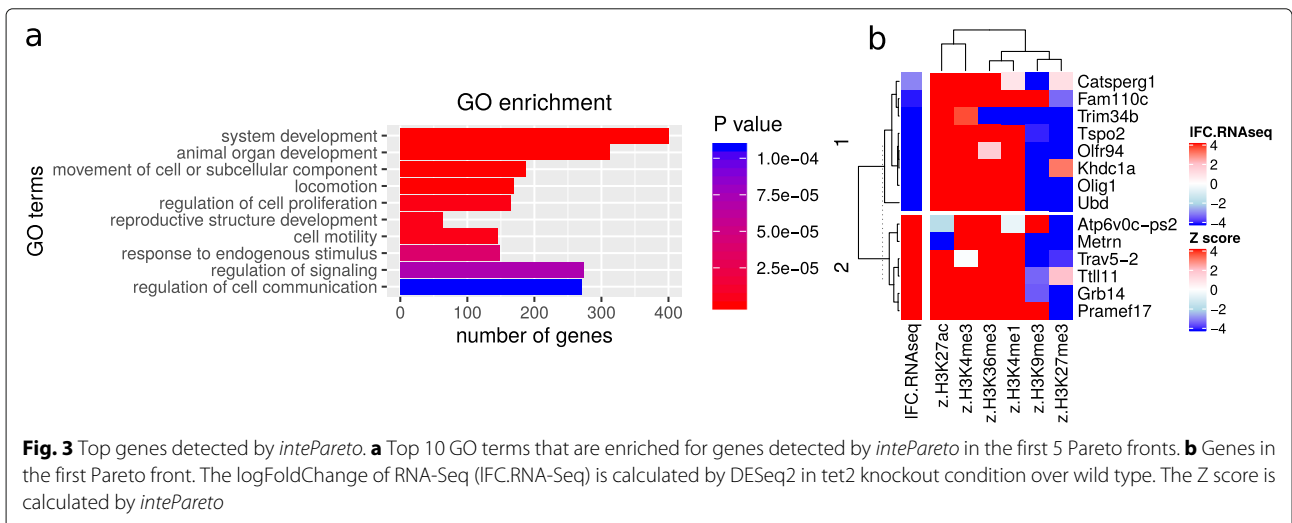 a
GO enrichment
GO terms
system development
animal organ development
movement of cell or subcellular component
locomotion
regulation of cell proliferation
reproductive structure development
cell motility
response to endogenous stimulus
regulation of signaling
regulation of cell communication
0 100 200 300 400
number of genes
P value
1.0e−04
7.5e−05
5.0e−05
2.5e−05
b
1
2
Catsperg1
Fam110c
Trim34b
Tspo2
Olfr94
Khdc1a
Olig1
Ubd
Atp6v0c−ps2
Metrn
Trav5−2
Ttll11
Grb14
Pramef17
lFC.RNAseq
z.H3K27ac
z.H3K4me3
z.H3K36me3
z.H3K4me1
z.H3K9me3
z.H3K27me3
lFC.RNAseq
4
2
0
−2
−4
Z score
4
2
0
−2
−4
Fig. 3 Top genes detected by intePareto. a Top 10 GO terms that are enriched for genes detected by intePareto in the first 5 Pareto fronts. b Genes in
the first Pareto front. The logFoldChange of RNA-Seq (lFC.RNA-Seq) is calculated by DESeq2 in tet2 knockout condition over wild type. The Z score is
calculated by intePareto